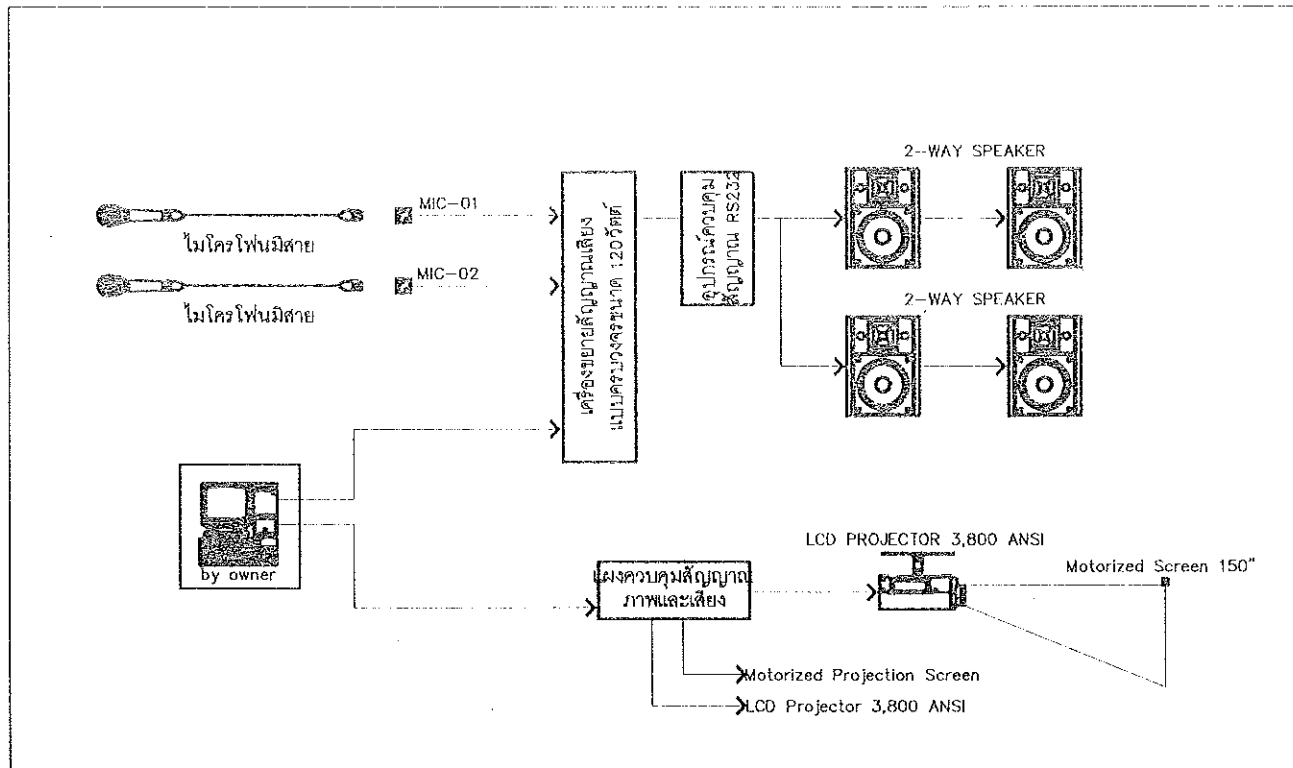 2--WAY SPEAKER
MIC-01
ไมโครโฟนมีสาย
MIC-02
ไมโครโฟนมีสาย
เครื่องขยายสัญญาณเสียง
แบบครบวงจรขนาด 120วัตต์
อุปกรณ์ควบคุม
สัญญาณ RS232
2--WAY SPEAKER
by owner
แผงควบคุมสัญญาณ
ภาพและเสียง
LCD PROJECTOR 3,800 ANSI
Motorized Screen 150"
Motorized Projection Screen
LCD Projector 3,800 ANSI